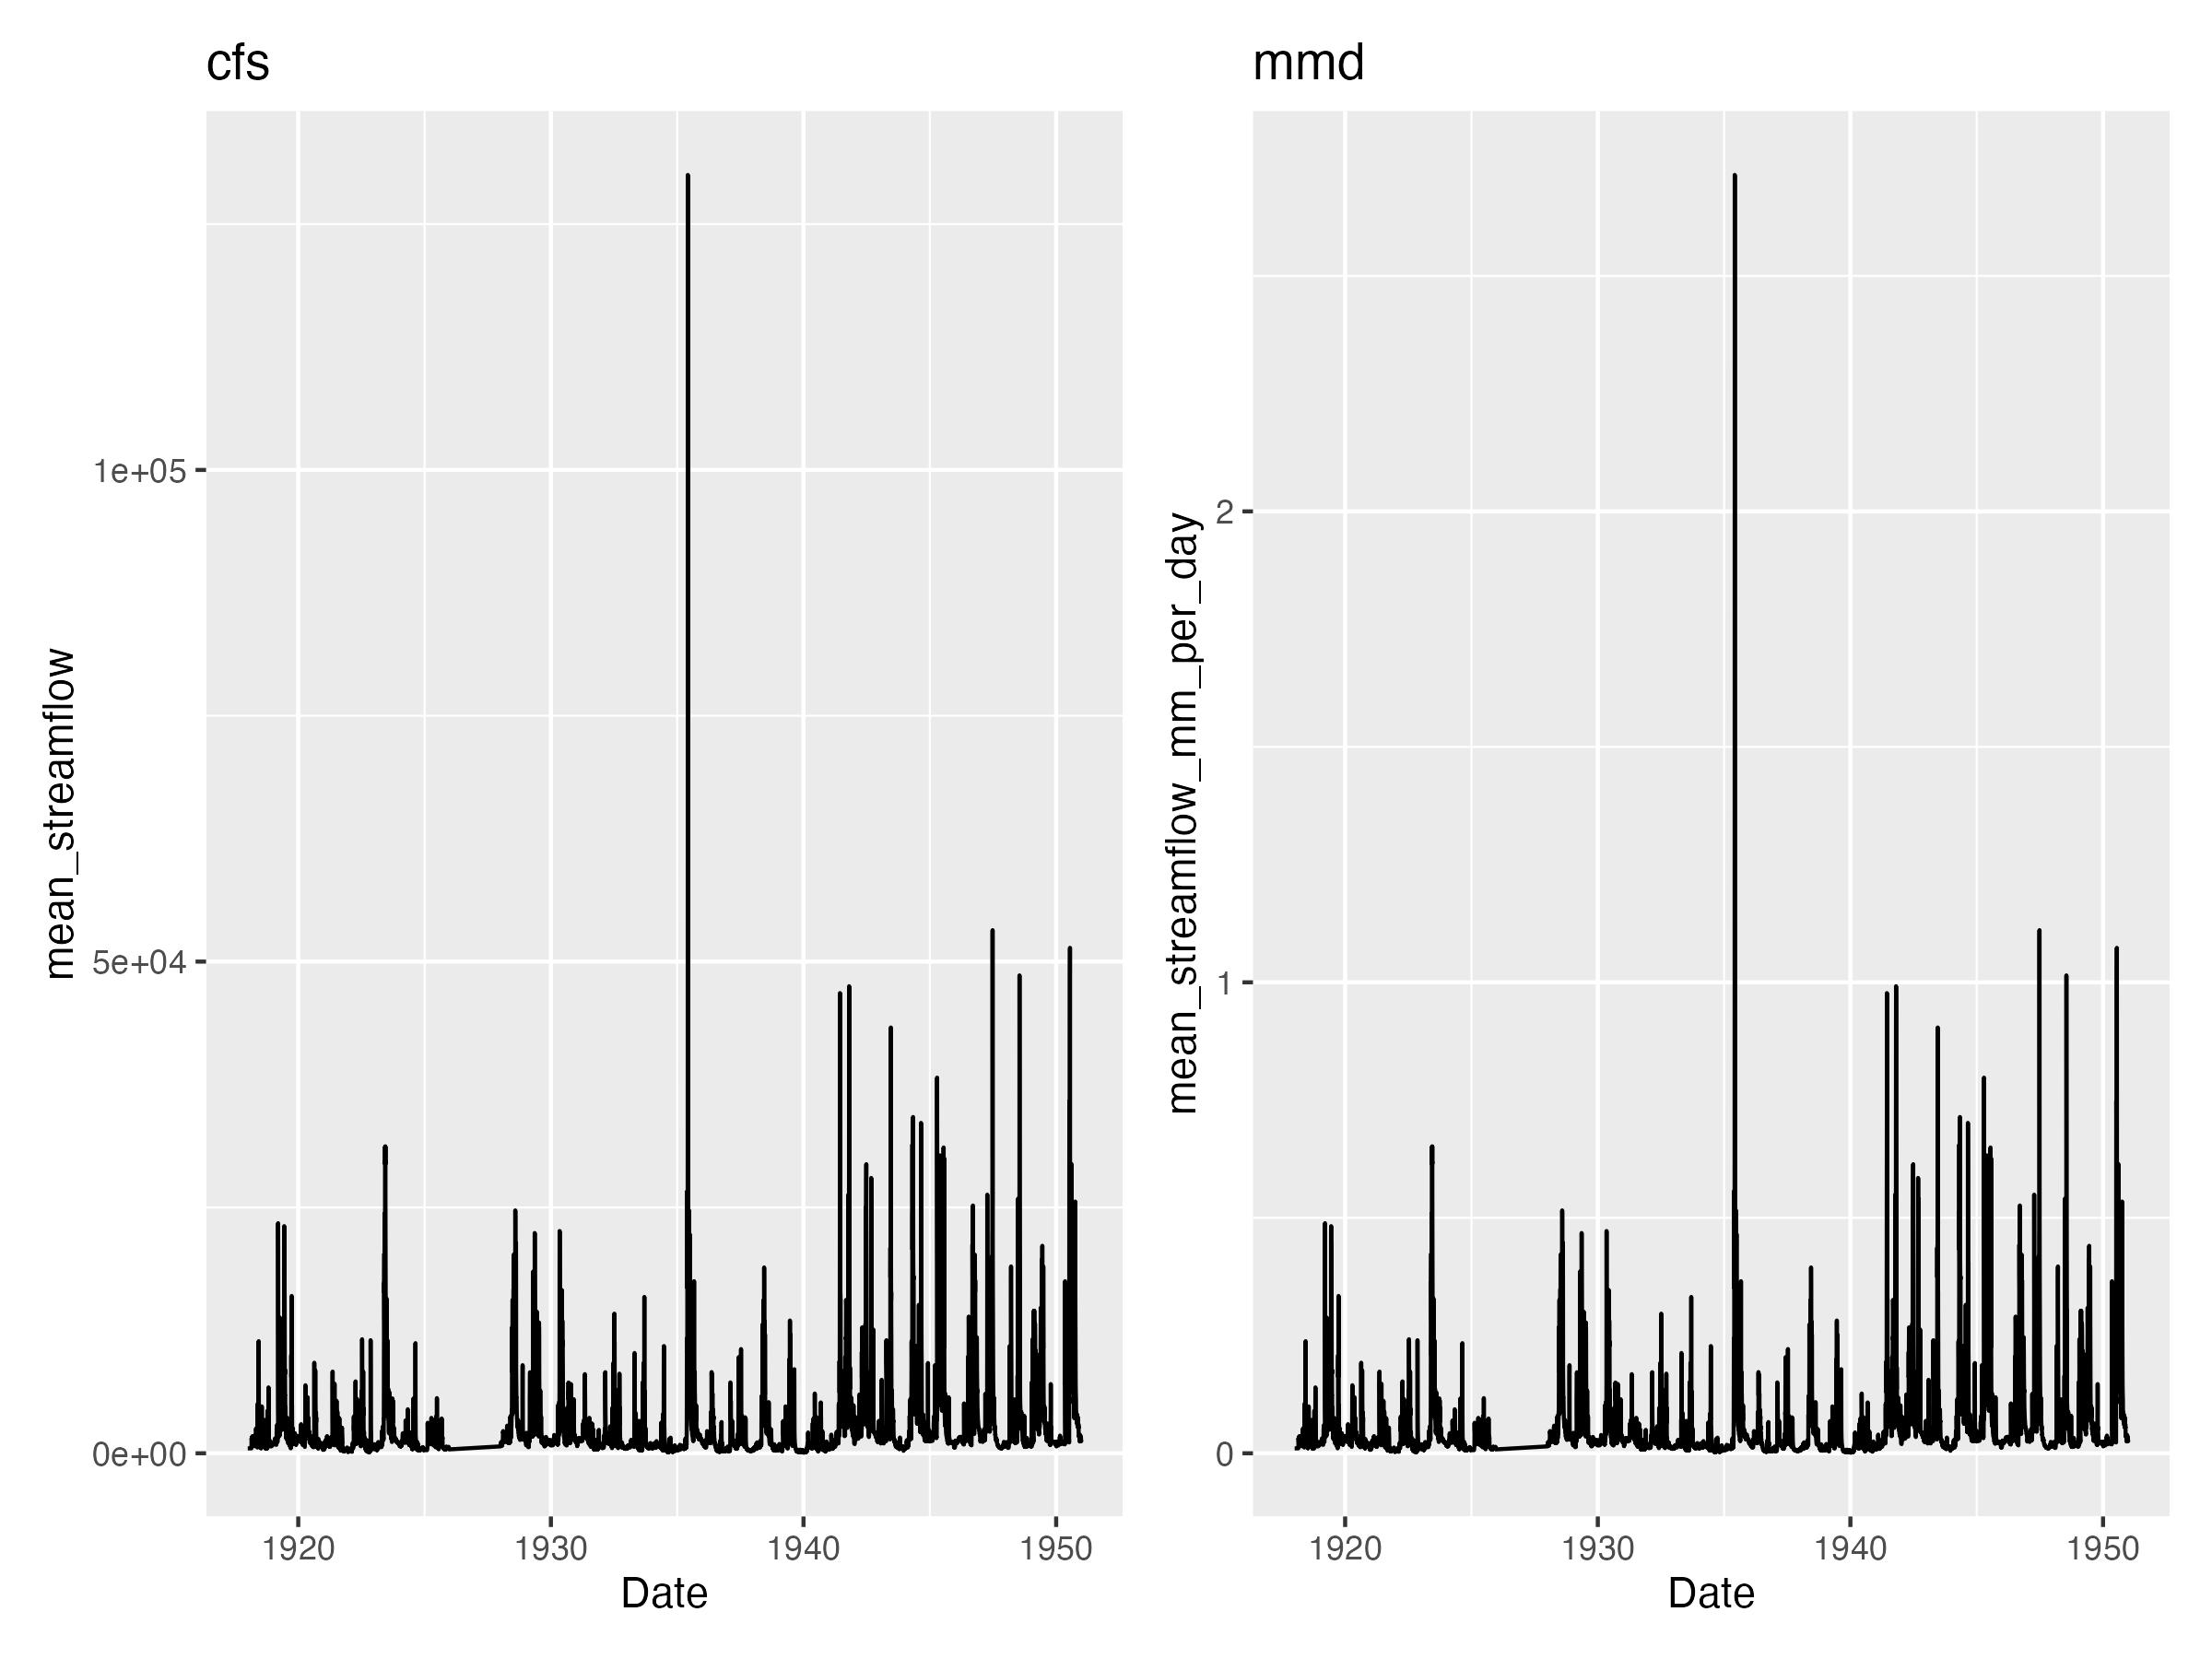 cfs
mean_streamflow
1e+05
5e+04
0e+00
1920 1930 1940 1950
Date
mmd
mean_streamflow_mm_per_day
2
1
0
1920 1930 1940 1950
Date